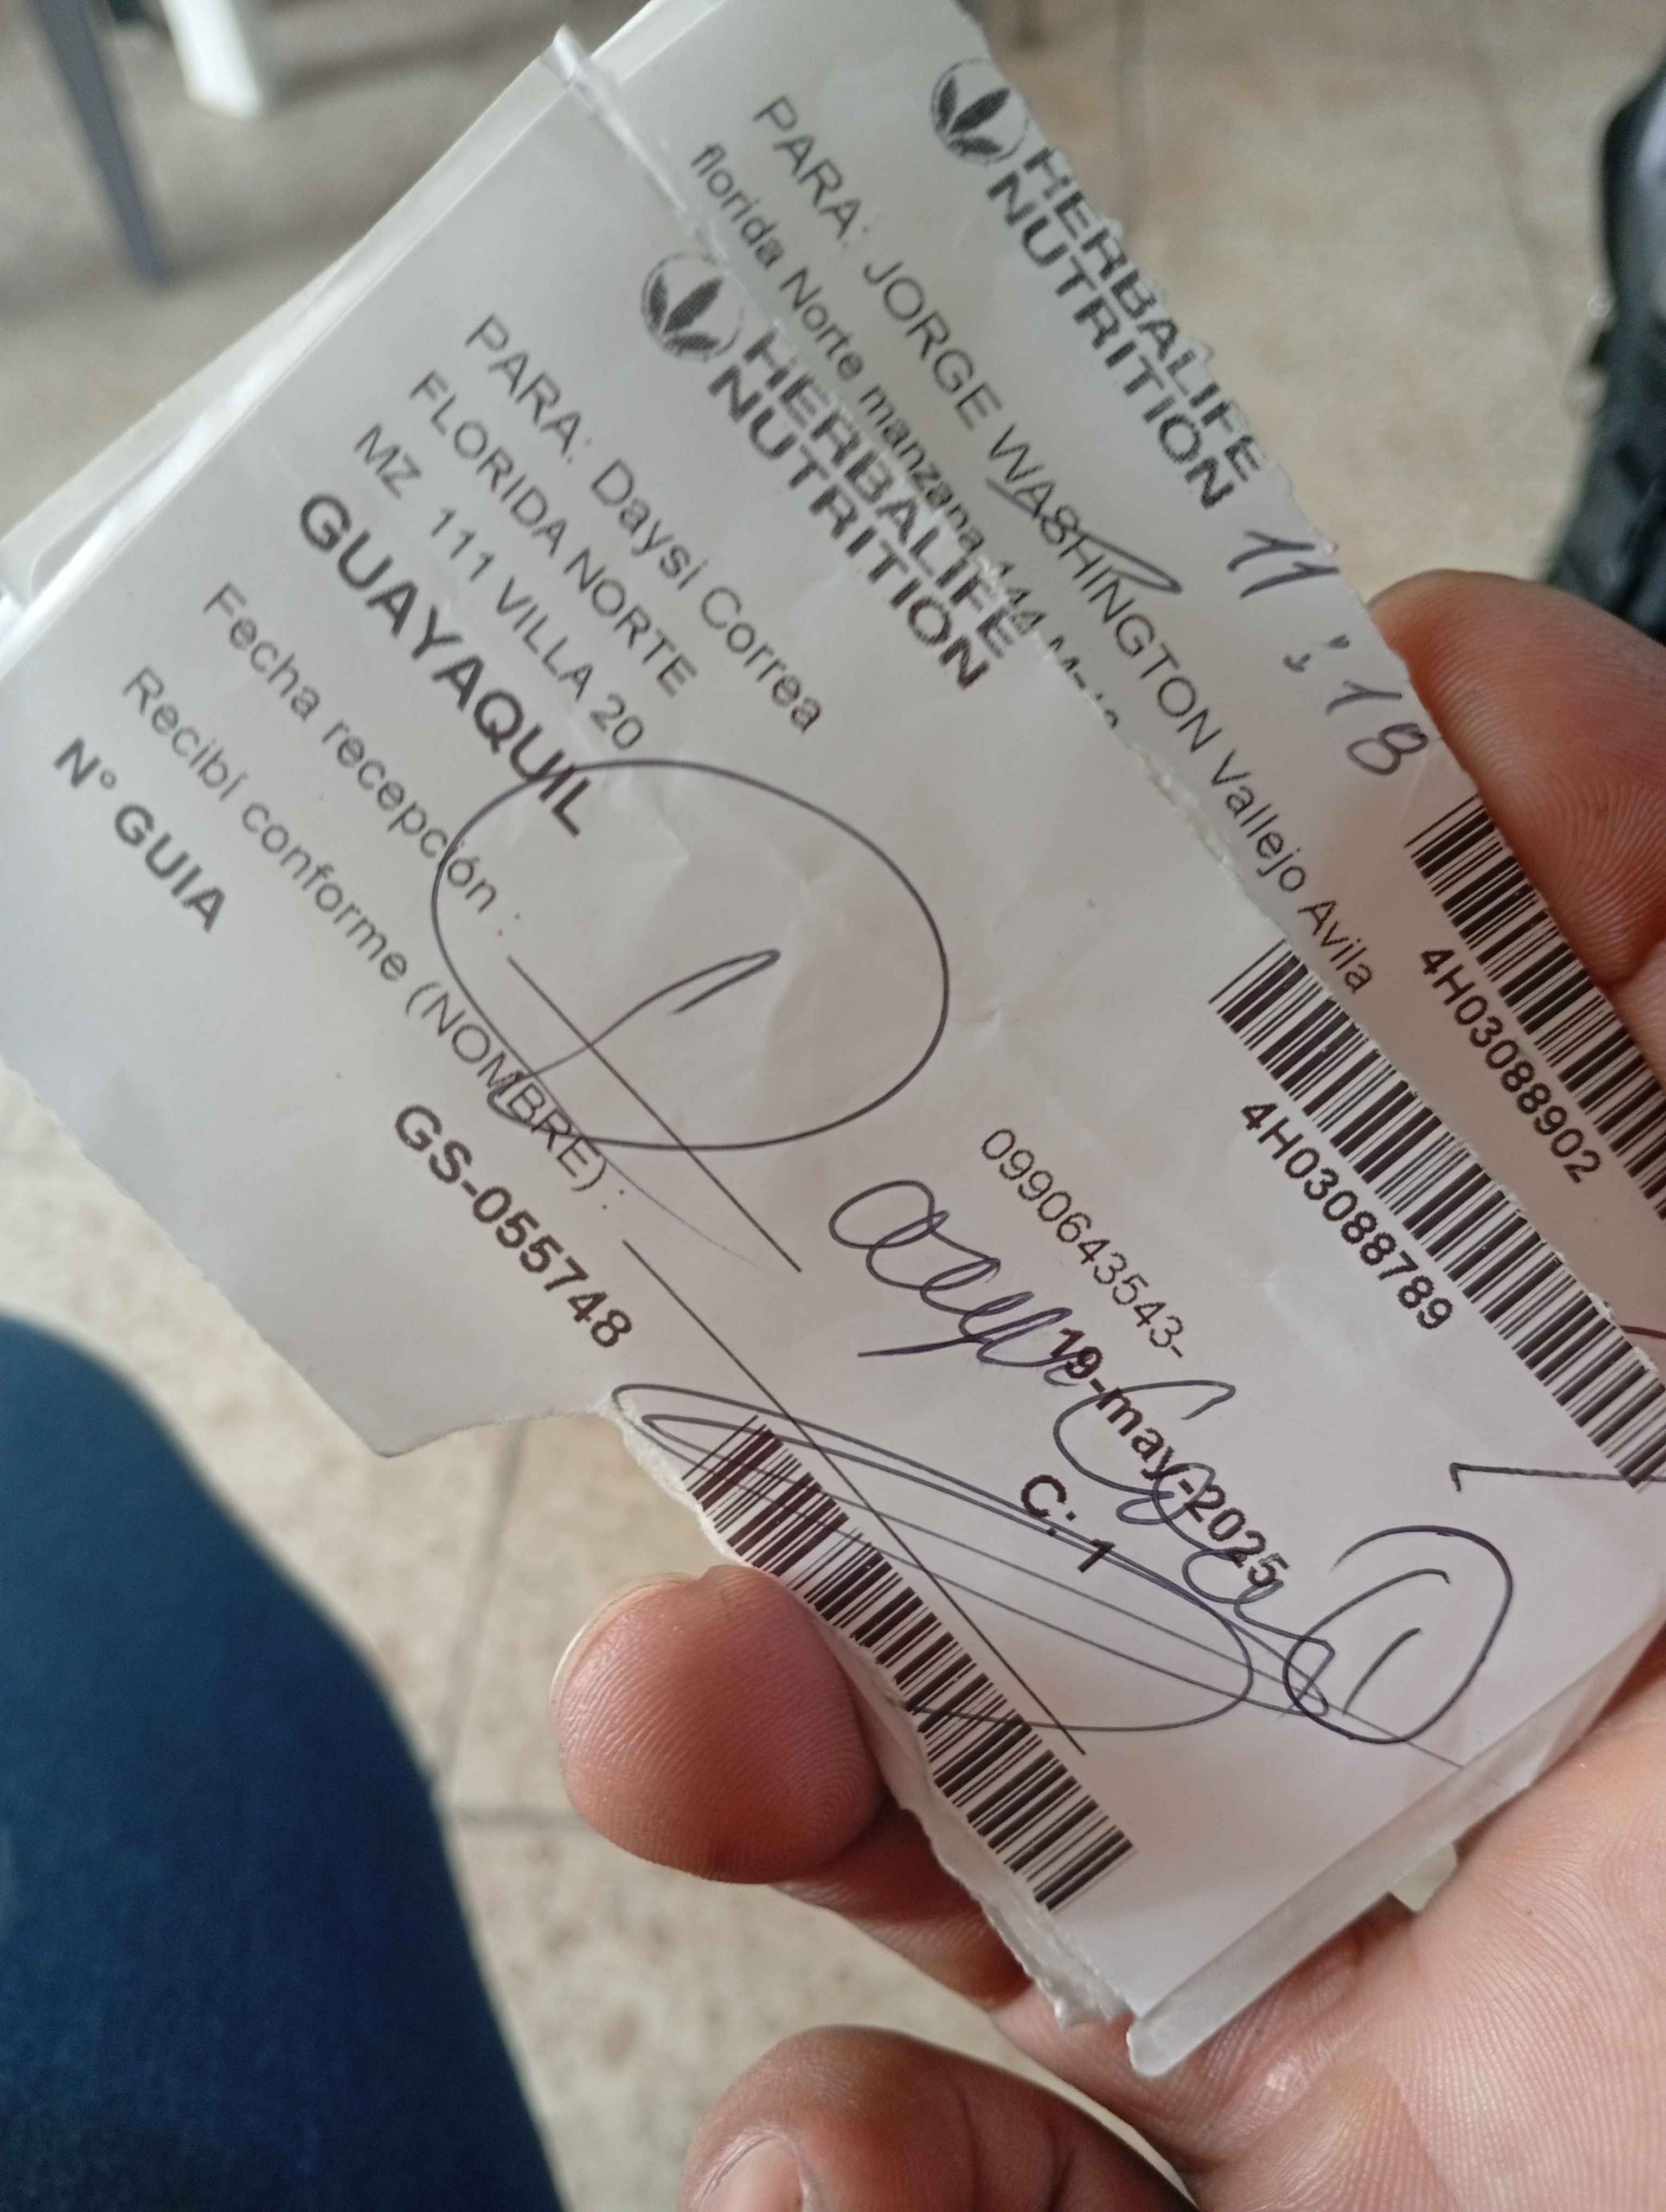 HERBALIFE
NUTRITION
11:18
4H03088902
PARA: JORGE WASHINGTON Vallejo Avila
florida Norte manzana 144
HERBALIFE
NUTRITION
4H03088789
PARA: Daysi Correa
FLORIDA NORTE
MZ 111 VILLA 20
0990643543-
GUAYAQUIL
19-may-2025
C: 1
Fecha recepción :
Recibí conforme (NOMBRE) :
N° GUIA
GS-055748